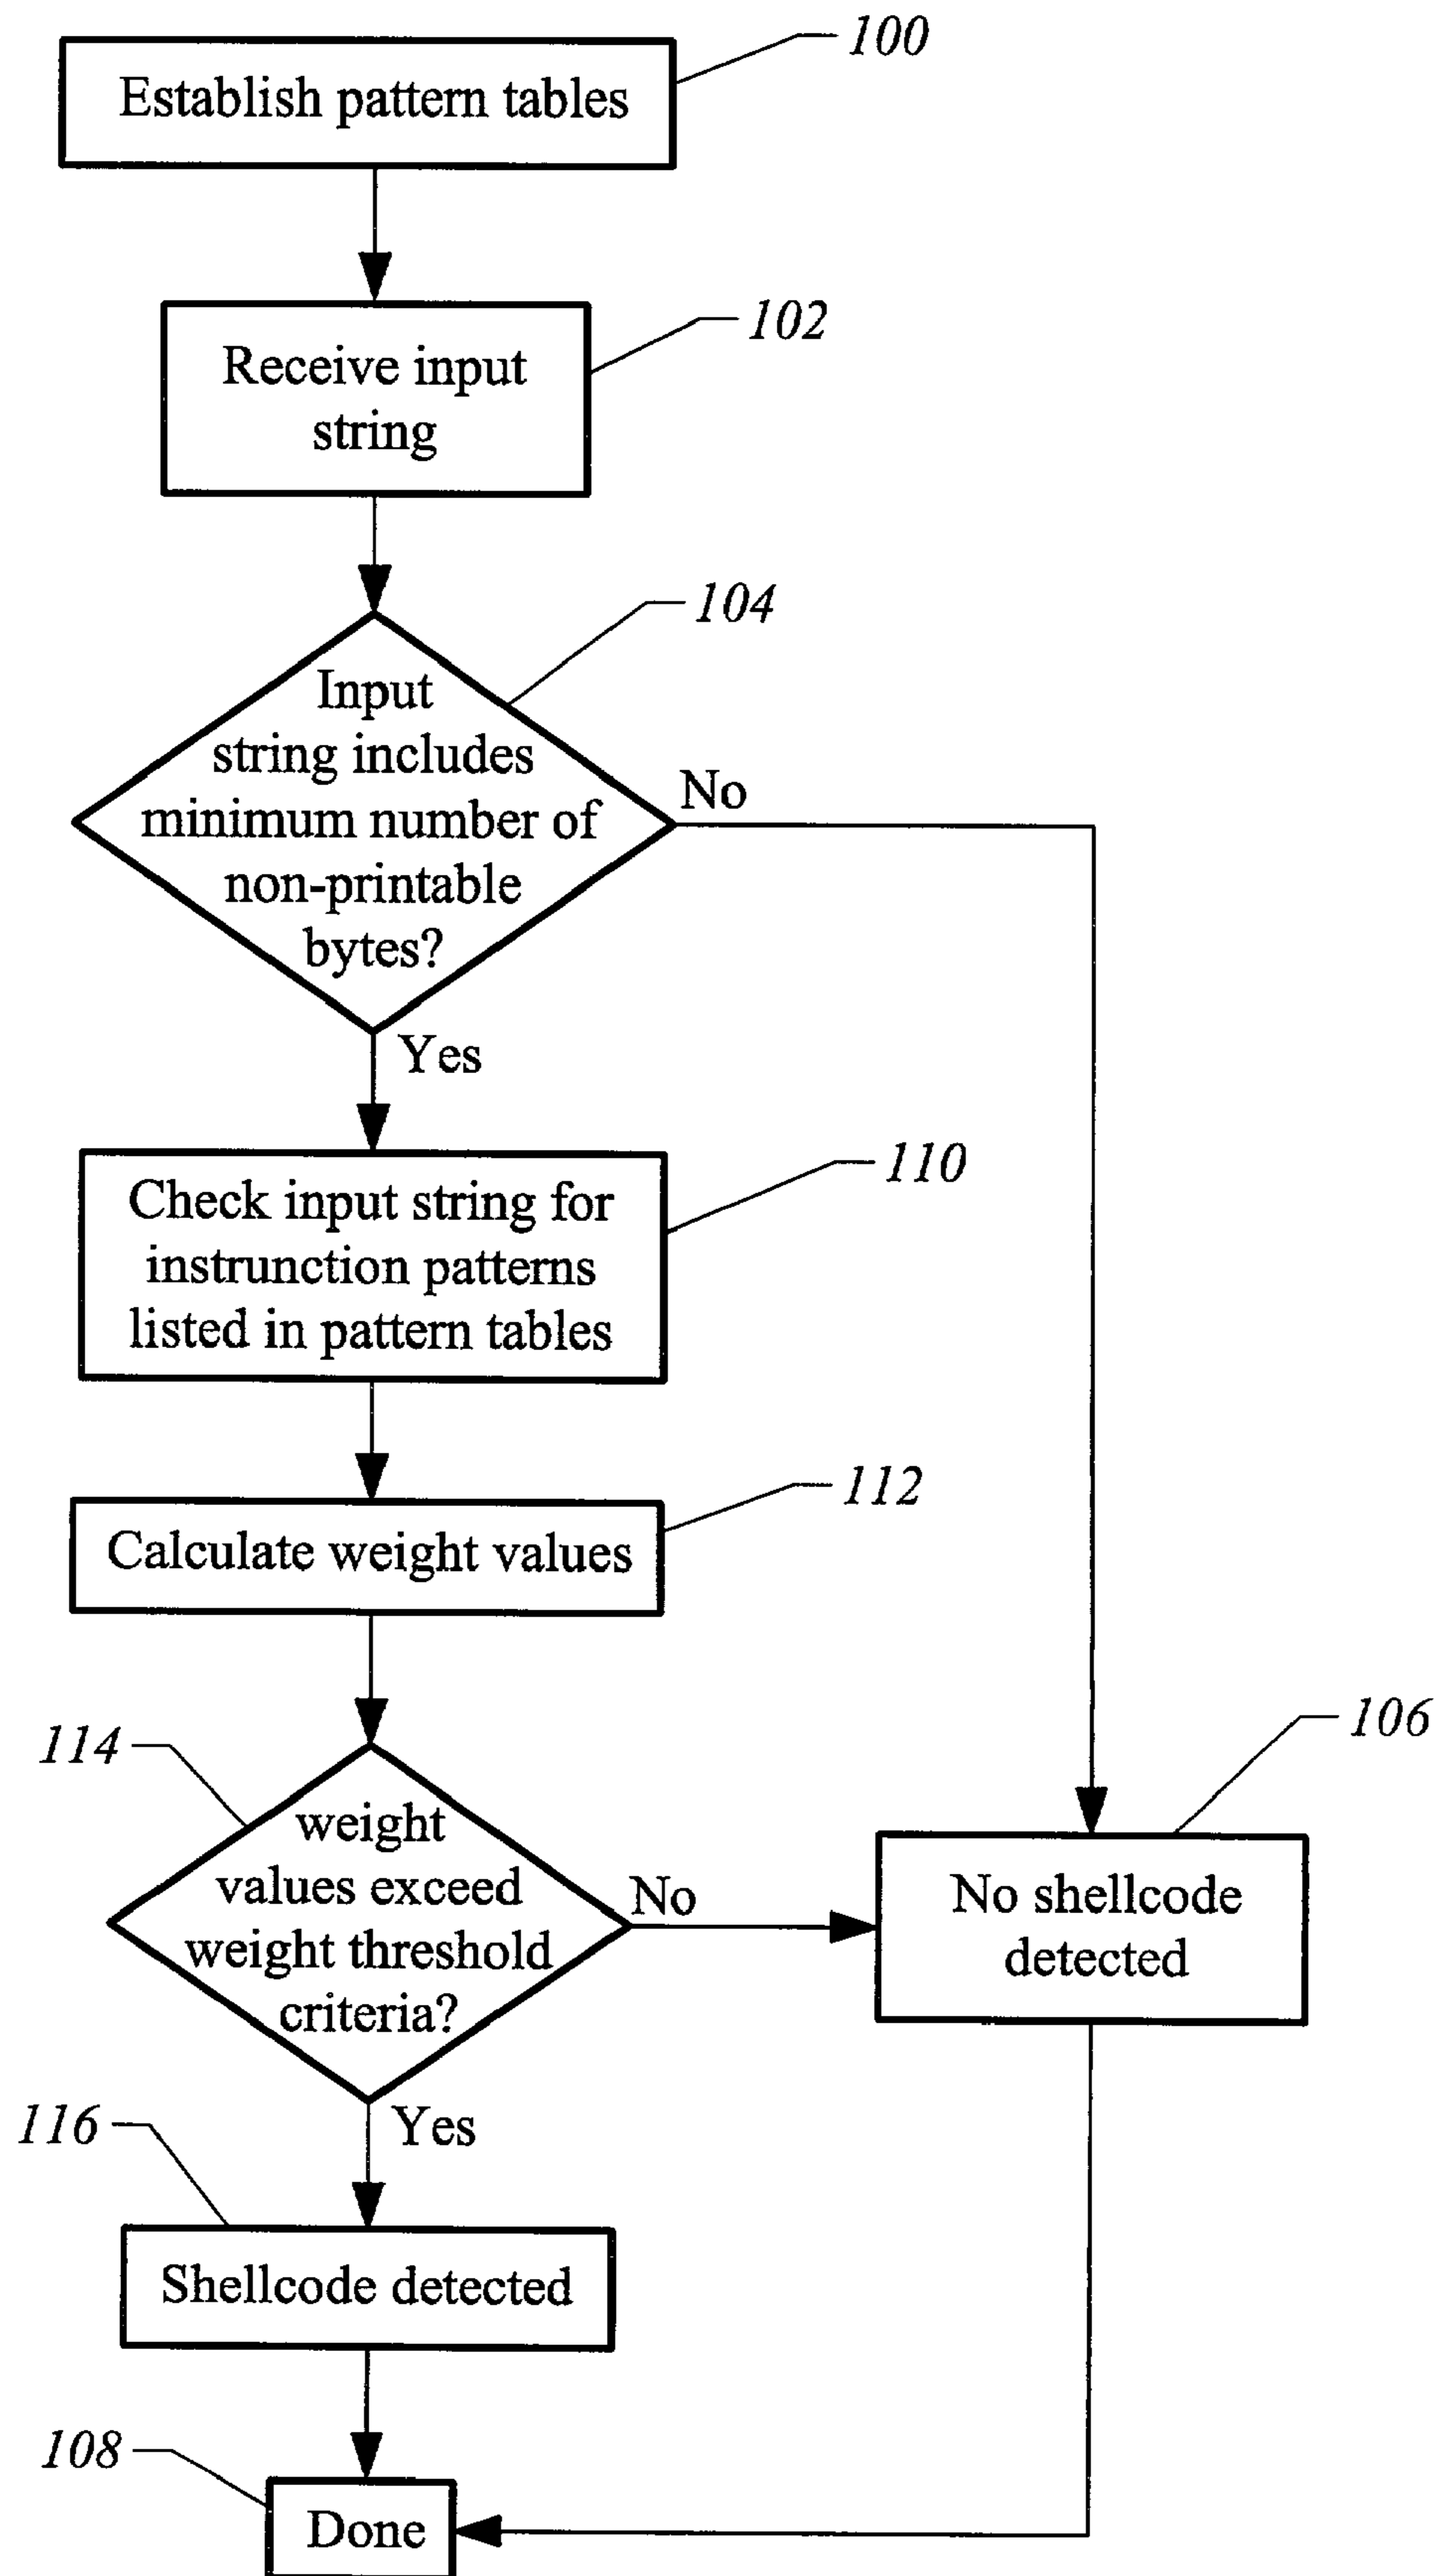 100
Establish pattern tables
102
Receive input
string
104
Input
string includes
minimum number of
non-printable
bytes?
No
Yes
110
Check input string for
instrunction patterns
listed in pattern tables
112
Calculate weight values
114
weight
values exceed
weight threshold
criteria?
No
106
No shellcode
detected
Yes
116
Shellcode detected
108
Done